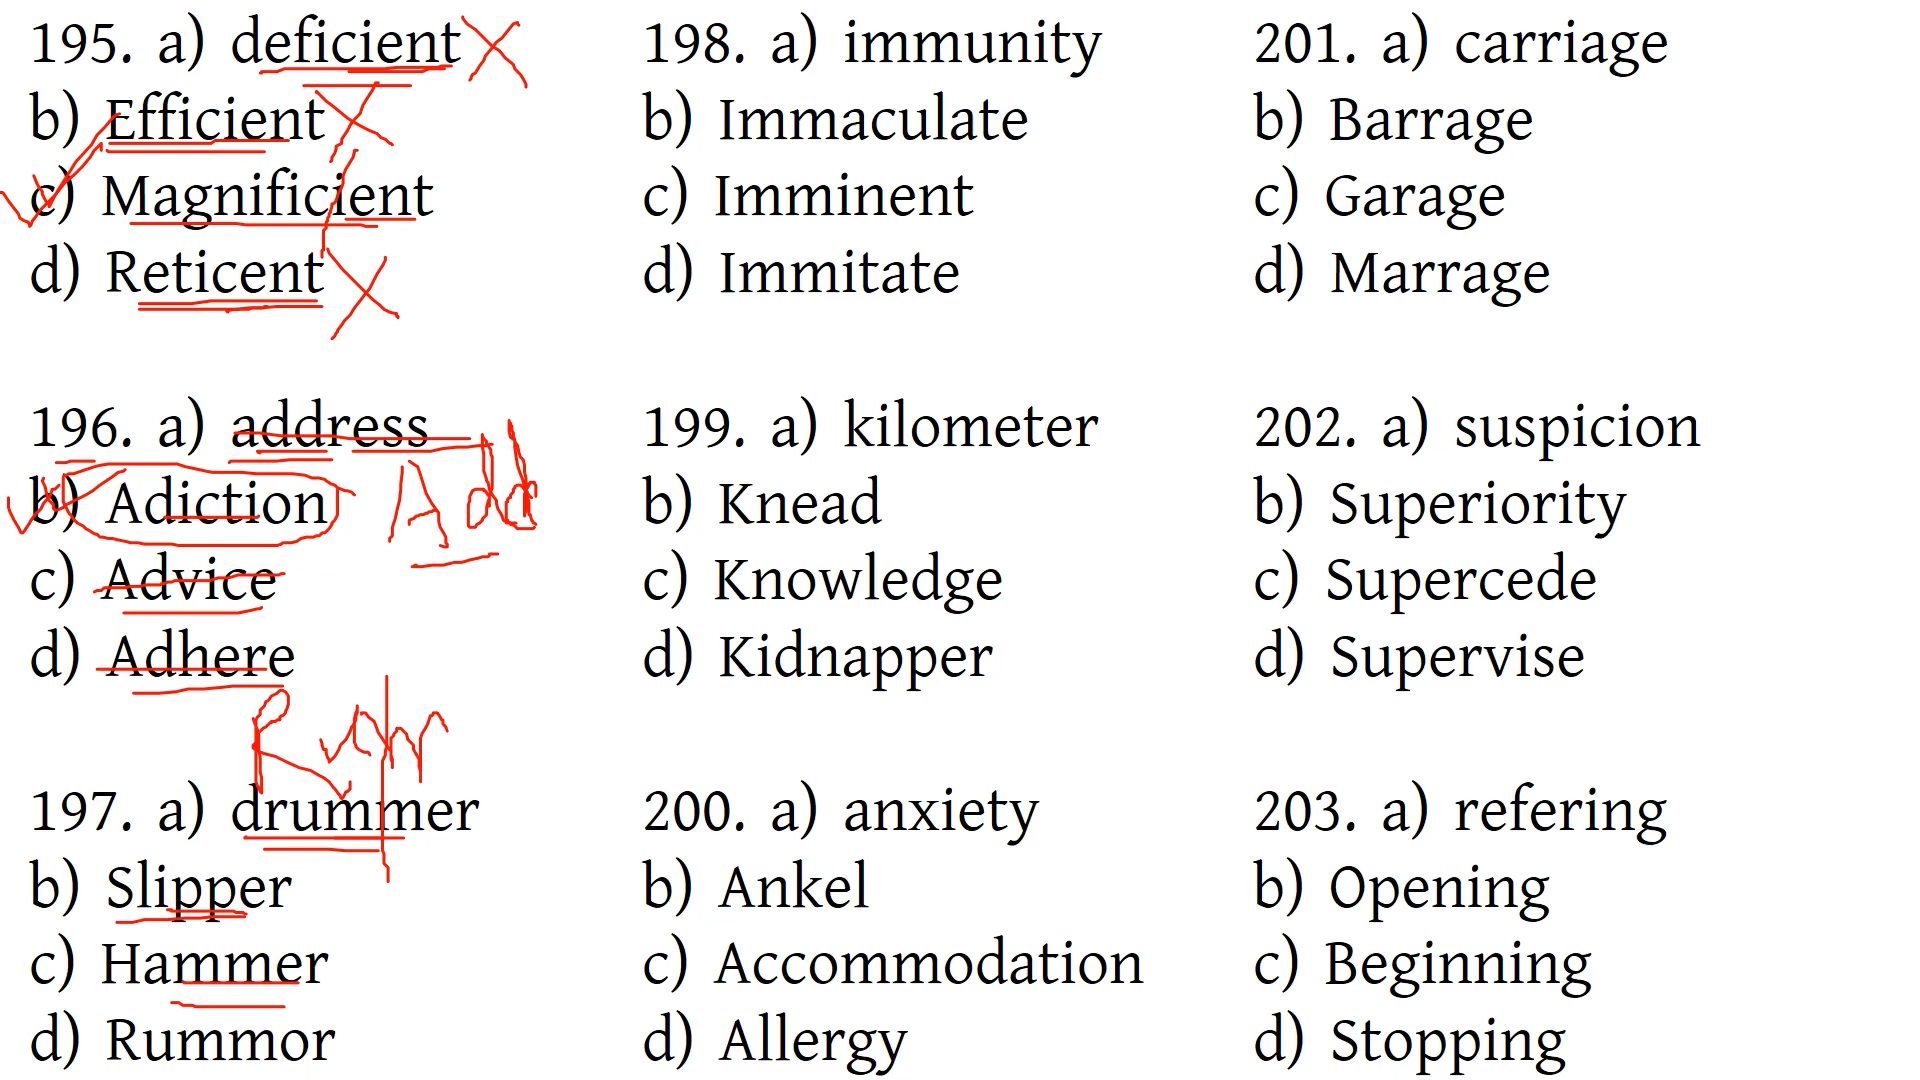 195. a) deficient
b) Efficient
c) Magnificient
d) Reticent
196. a) address
b) Adiction
c) Advice
d) Adhere
Add
197. a) drummer
b) Slipper
c) Hammer
d) Rummor
198. a) immunity
b) Immaculate
c) Imminent
d) Immitate
199. a) kilometer
b) Knead
c) Knowledge
d) Kidnapper
200. a) anxiety
b) Ankel
c) Accommodation
d) Allergy
201. a) carriage
b) Barrage
c) Garage
d) Marrage
202. a) suspicion
b) Superiority
c) Supercede
d) Supervise
203. a) refering
b) Opening
c) Beginning
d) Stopping